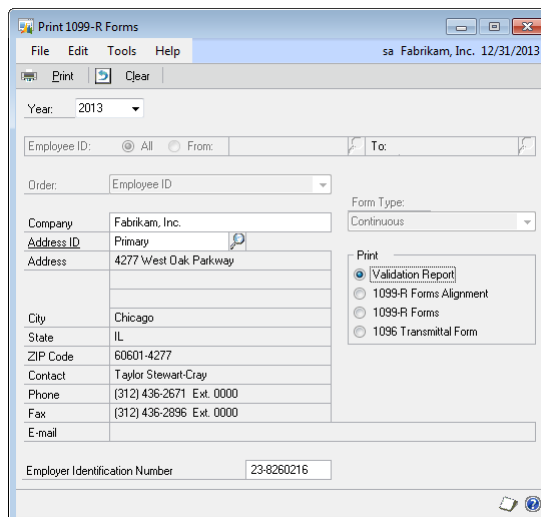 Print 1099-R Forms
File Edit Tools Help sa Fabrikam, Inc. 12/31/2013
Print Clear
Year: 2013
Employee ID: All From: To:
Order: Employee ID
Form Type:
Continuous
Company Fabrikam, Inc.
Address ID Primary
Address 4277 West Oak Parkway
Print
Validation Report
1099-R Forms Alignment
1099-R Forms
1096 Transmittal Form
City Chicago
State IL
ZIP Code 60601-4277
Contact Taylor Stewart-Cray
Phone (312) 436-2671 Ext. 0000
Fax (312) 436-2896 Ext. 0000
E-mail
Employer Identification Number 23-8260216